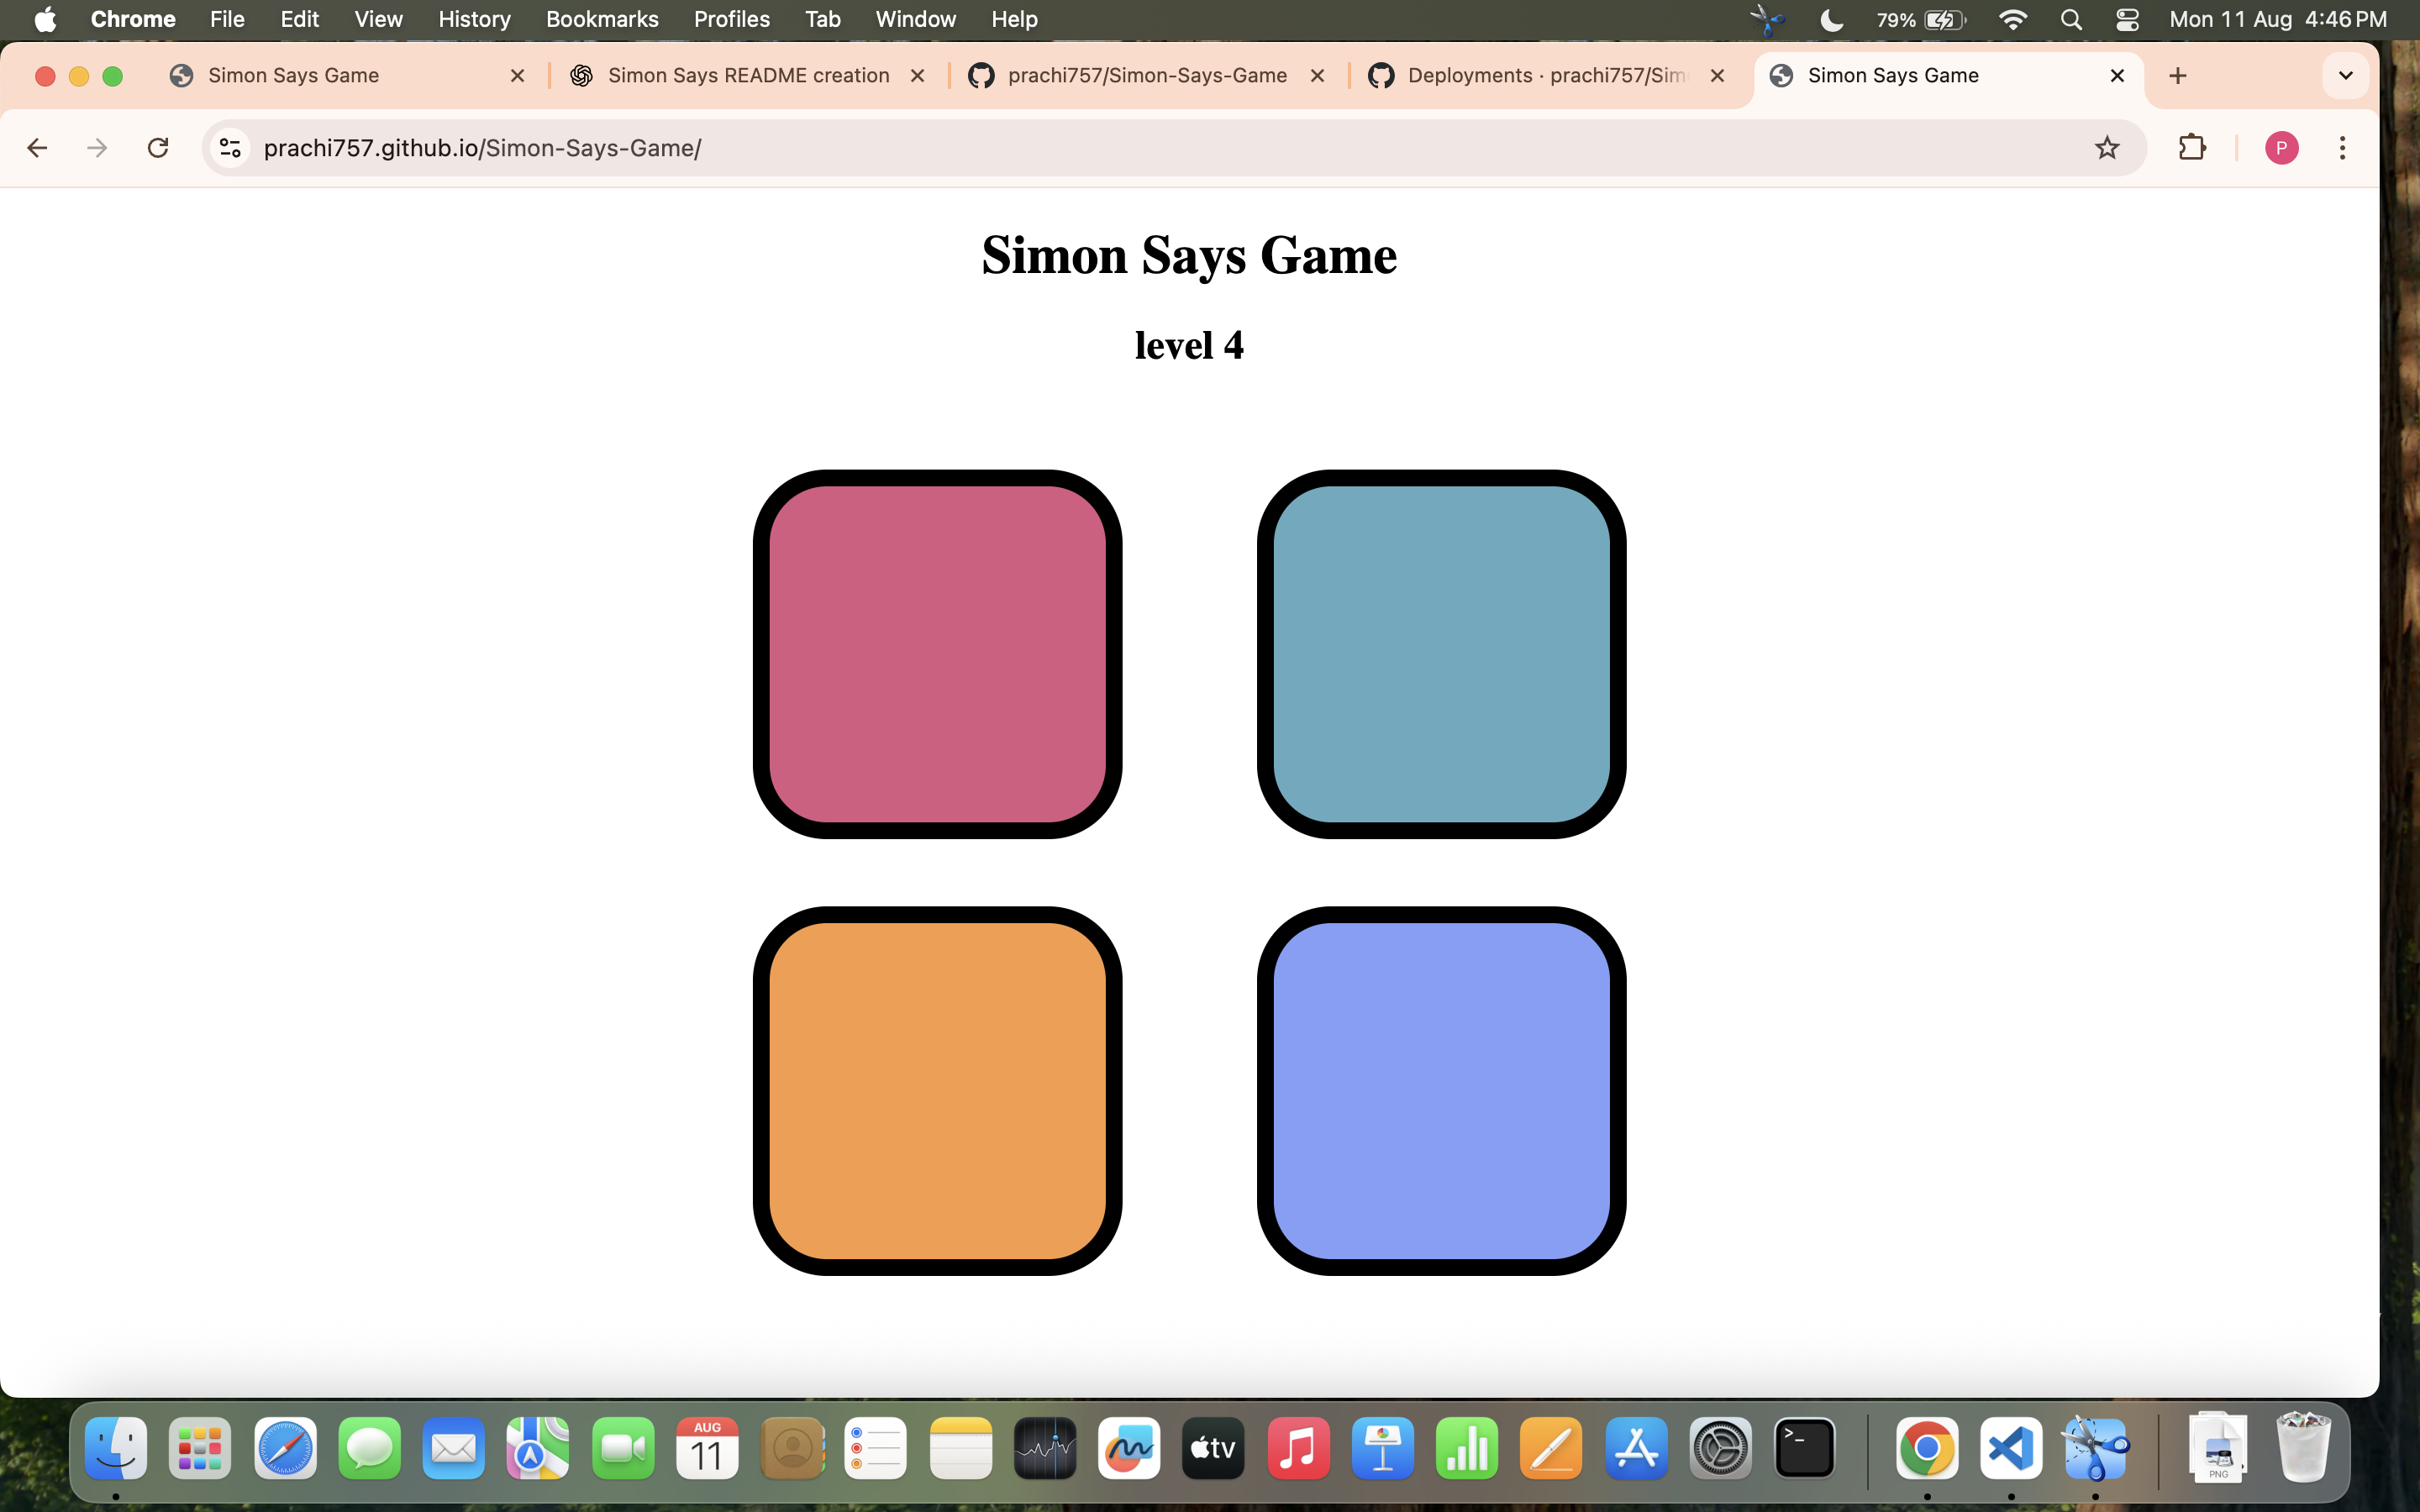 Chrome File Edit View History Bookmarks Profiles Tab Window Help 79% Mon 11 Aug 4:46 PM
Simon Says Game Simon Says README creation prachi757/Simon-Says-Game Deployments · prachi757/Sim Simon Says Game
prachi757.github.io/Simon-Says-Game/ P
Simon Says Game
level 4
AUG
11
tv
>_
PNG